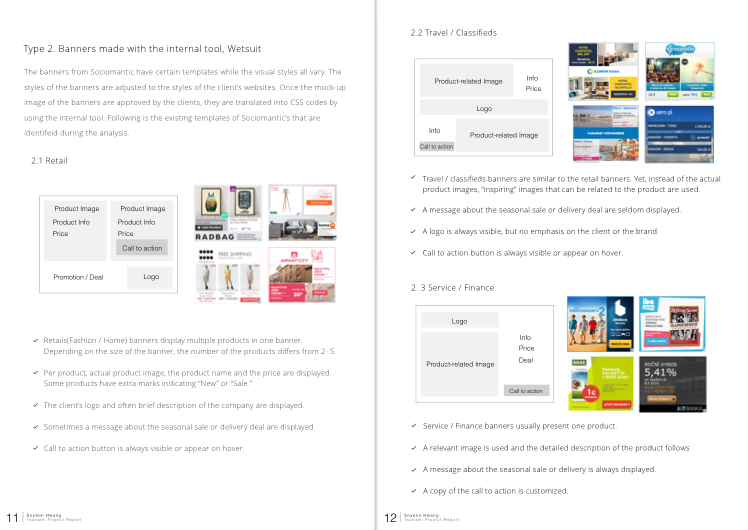 Type 2. Banners made with the internal tool, Wetsuit
The banners from Sociomantic have certain templates while the visual styles all vary. The
styles of the banners are adjusted to the styles of the client's websites. Once the mock-up
image of the banners are approved by the clients, they are translated into CSS codes by
using the internal tool. Following is the existing templates of Sociomantic's that are
identifeid during the analysis.
2.1 Retail
Product Image
Product Info
Price
Product Image
Product Info
Price
Call to action
Promotion / Deal
Logo
RADBAG
FREE SHIPPING
APPARTCITY
30€
Retails(Fashion / Home) banners display multiple products in one banner
Depending on the size of the banner, the number of the products differs from 2- 5.
Per product, actual product image, the product name and the price are displayed.
Some products have extra marks indicating "New" or "Sale."
The client's logo and often brief description of the company are displayed.
Sometimes a message about the seasonal sale or delivery deal are displayed.
Call to action button is always visible or appear on hover.
11
Soyeon Hwang
Tsunami Project Report
2.2 Travel / Classifieds
Product-related Image
Info
Price
Logo
Info
Call to action
Product-related Image
aero.pl
Travel / classifieds banners are similar to the retail banners. Yet, instead of the actual
product images, "inspiring" images that can be related to the product are used.
A message about the seasonal sale or delivery deal are seldom displayed.
A logo is always visible, but no emphasis on the client or the brand.
Call to action button is always visible or appear on hover.
2. 3 Service / Finance
Logo
Product-related Image
Info
Price
Deal
Call to action
1€
ROČNÍ VÝNOS
5,41%
Service / Finance banners usually present one product.
A relevant image is used and the detailed description of the product follows
A message about the seasonal sale or delivery is always displayed.
A copy of the call to action is customized.
12
Soyeon Hwang
Tsunami Project Report